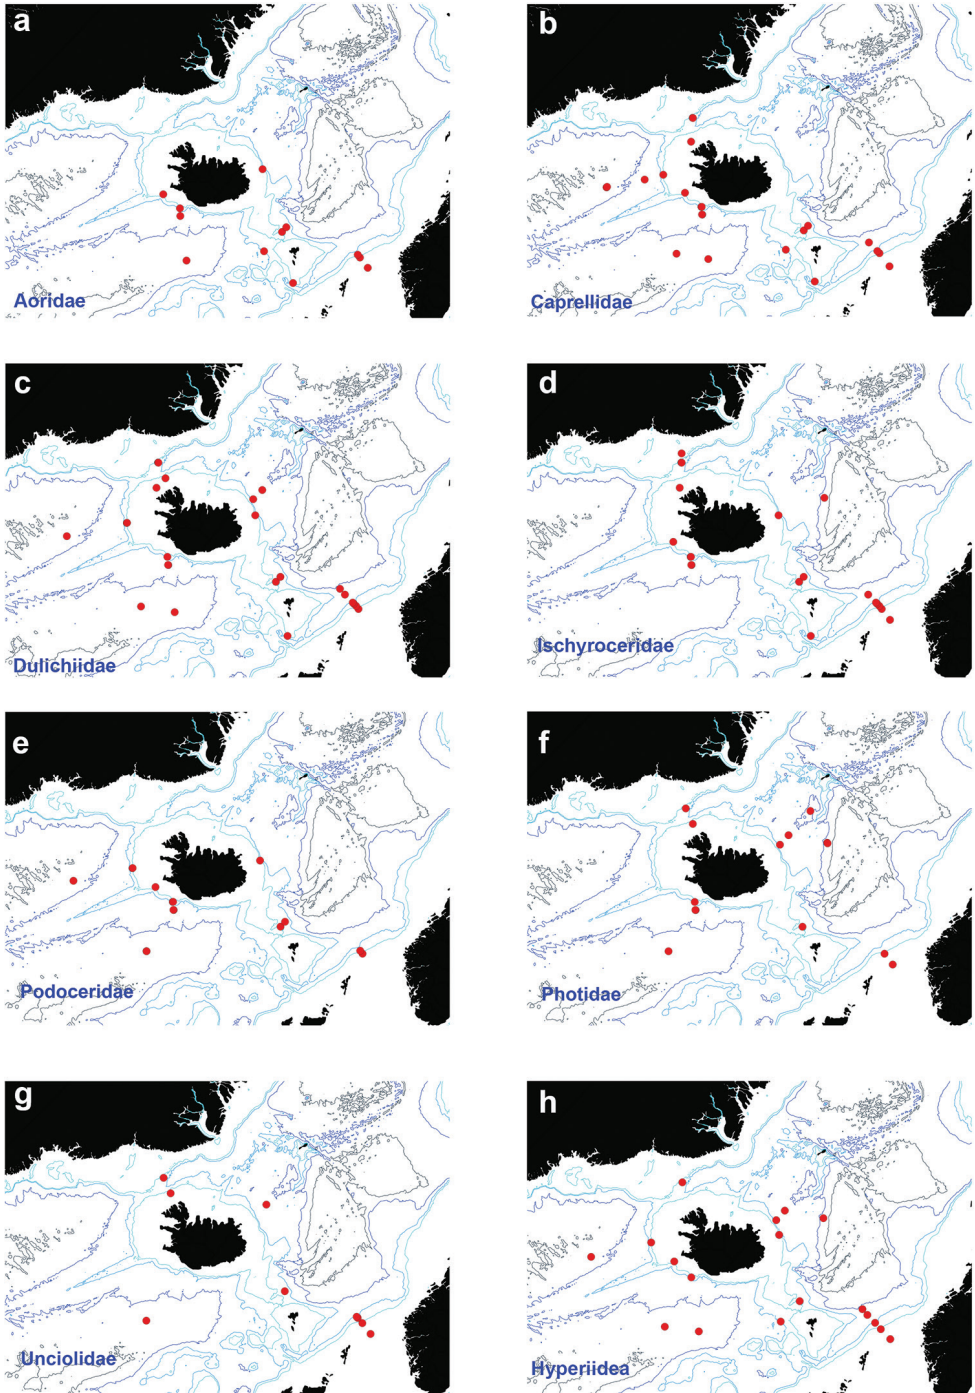 a
Aoridae
b
Caprellidae
c
Dulichiidae
d
Ischyroceridae
e
Podoceridae
f
Photidae
g
Unciolidae
h
Hyperiidea